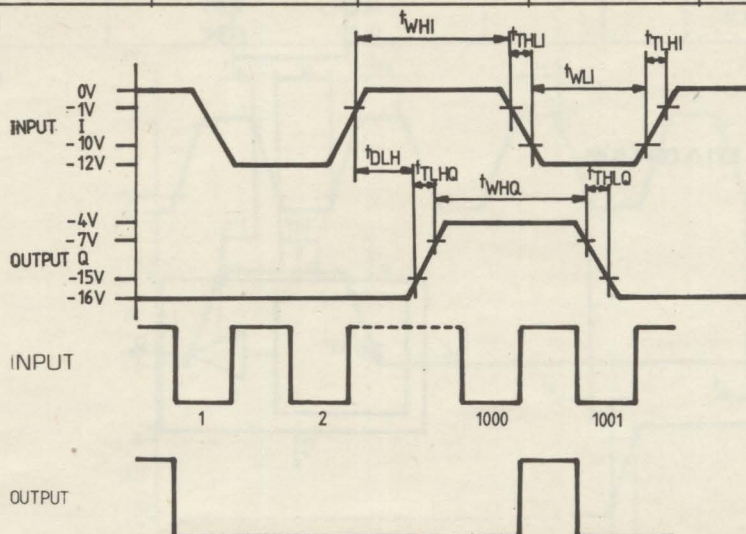 tWHI
tTHLI
tTLHI
tWLI
0V
-1V
INPUT I
-10V
-12V
tDLH
tTLHQ
tWHQ
tTHLQ
-4V
-7V
OUTPUT Q
-15V
-16V
INPUT
1 2 1000 1001
OUTPUT